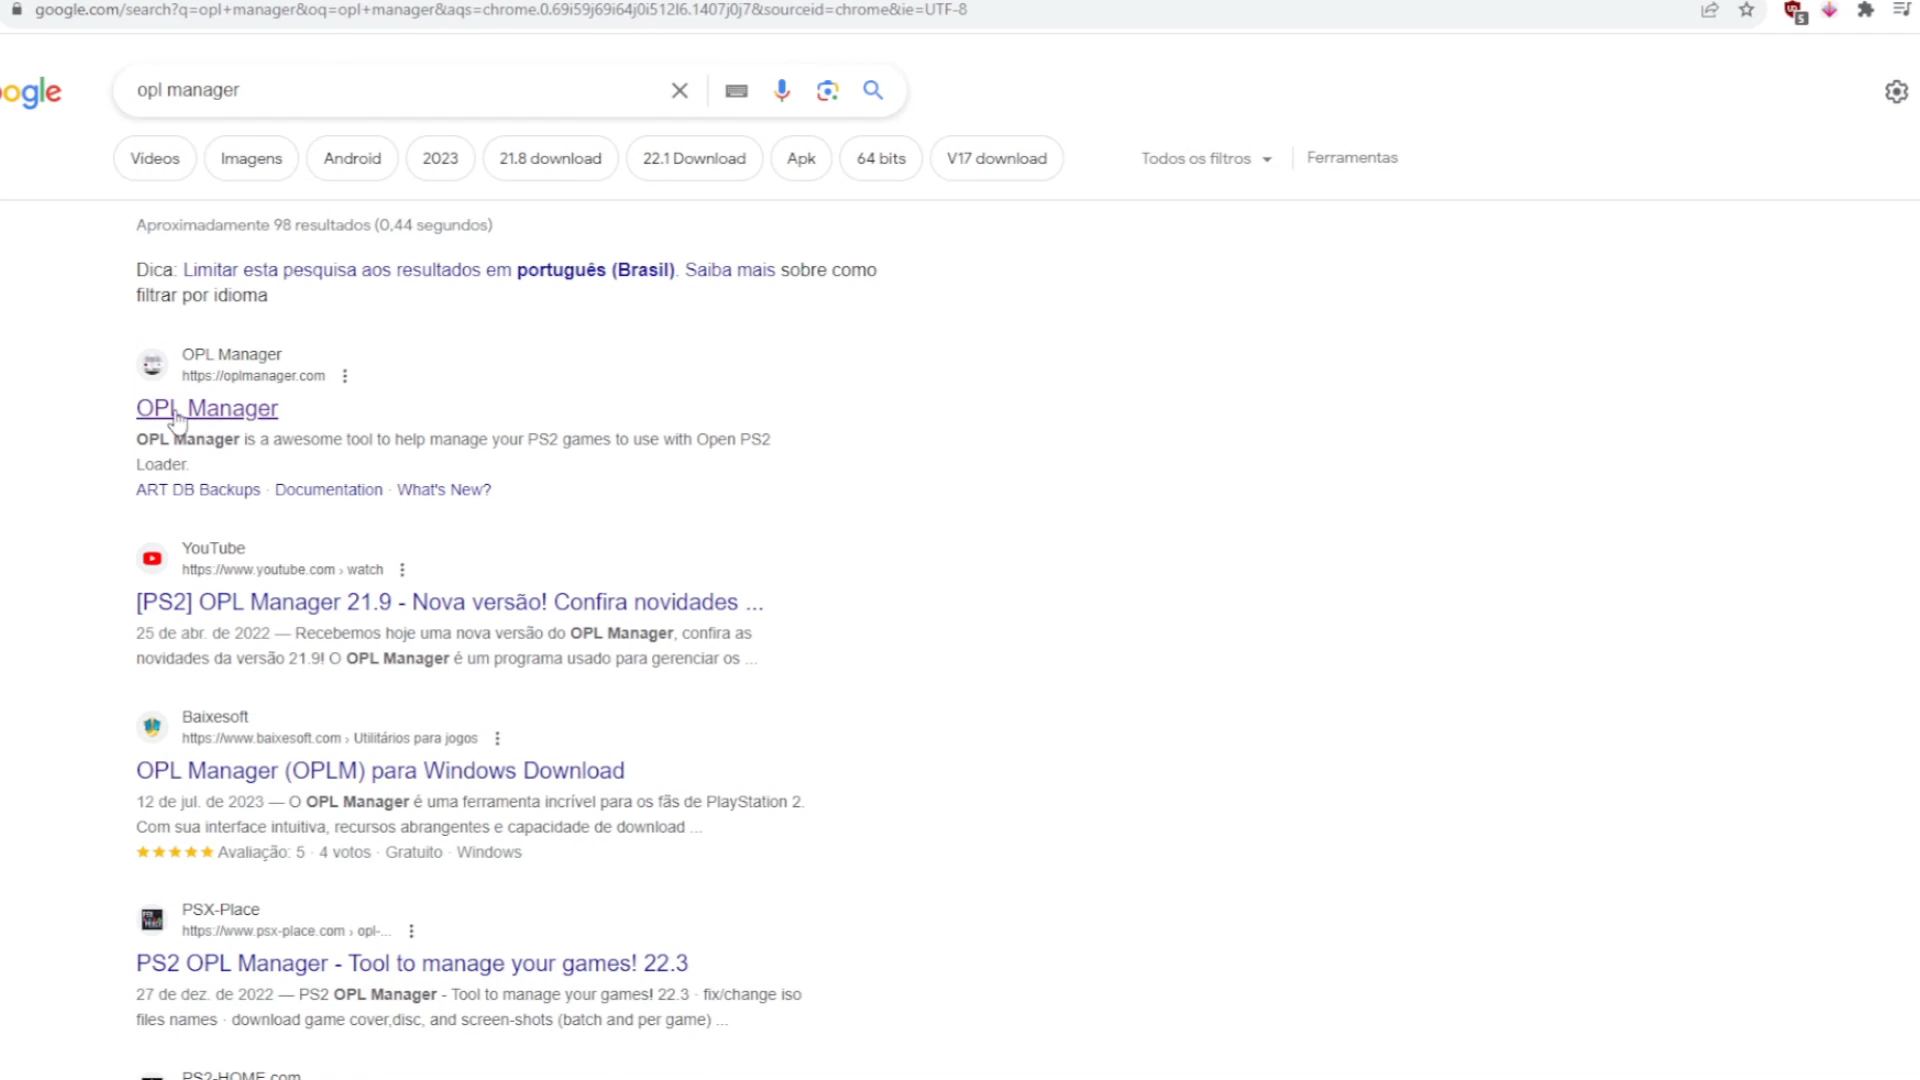 google.com/search?q=opl+manager&oq=opl+manager&aqs=chrome.0.69i59j69i64j0i512l6.1407j0j7&sourceid=chrome&ie=UTF-8
5
ogle
opl manager
Videos
Imagens
Android
2023
21.8 download
22.1 Download
Apk
64 bits
V17 download
Todos os filtros
Ferramentas
Aproximadamente 98 resultados (0,44 segundos)
Dica: Limitar esta pesquisa aos resultados em português (Brasil). Saiba mais sobre como
filtrar por idioma
OPL Manager
https://oplmanager.com
OPL Manager
OPL Manager is a awesome tool to help manage your PS2 games to use with Open PS2
Loader.
ART DB Backups · Documentation · What's New?
YouTube
https://www.youtube.com › watch
[PS2] OPL Manager 21.9 - Nova versão! Confira novidades ...
25 de abr. de 2022 — Recebemos hoje uma nova versão do OPL Manager, confira as
novidades da versão 21.9! O OPL Manager é um programa usado para gerenciar os ...
Baixesoft
https://www.baixesoft.com › Utilitários para jogos
OPL Manager (OPLM) para Windows Download
12 de jul. de 2023 — O OPL Manager é uma ferramenta incrível para os fãs de PlayStation 2.
Com sua interface intuitiva, recursos abrangentes e capacidade de download ...
Avaliação: 5 · 4 votos · Gratuito · Windows
PSX-Place
https://www.psx-place.com › opl-...
PS2 OPL Manager - Tool to manage your games! 22.3
27 de dez. de 2022 — PS2 OPL Manager - Tool to manage your games! 22.3 · fix/change iso
files names · download game cover,disc, and screen-shots (batch and per game) ...
PS2-HOME.com